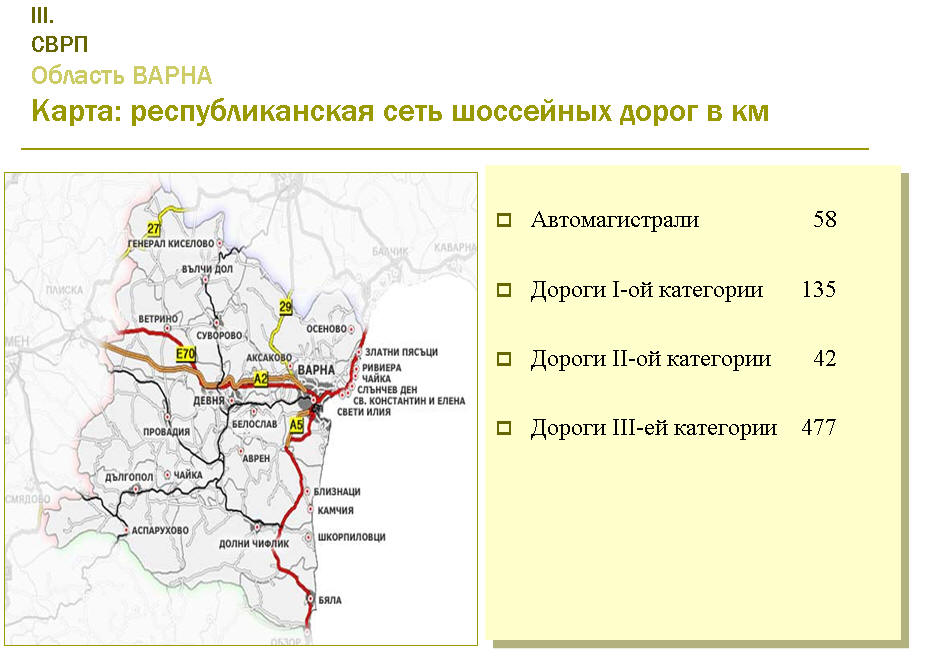 III.
СВРП
Область ВАРНА
Карта: республиканская сеть шоссейных дорог в км
27
ГЕНЕРАЛ КИСЕЛОВО
БАЛЧИК
КАВАРНА
ВЪЛЧИ ДОЛ
ПЛИСКА
29
ВЕТРИНО
ОСЕНОВО
СУВОРОВО
МЕН
E70
АКСАКОВО
ЗЛАТНИ ПЯСЪЦИ
ВАРНА
РИВИЕРА
A2
ЧАЙКА
СЛЪНЧЕВ ДЕН
ДЕВНЯ
СВ. КОНСТАНТИН И ЕЛЕНА
СВЕТИ ИЛИЯ
БЕЛОСЛАВ
A5
ПРОВАДИЯ
АВРЕН
ДЪЛГОПОЛ
ЧАЙКА
БЛИЗНАЦИ
СМЯДОВО
КАМЧИЯ
АСПАРУХОВО
ШКОРПИЛОВЦИ
ДОЛНИ ЧИФЛИК
БЯЛА
ОБЗОР
Автомагистрали 58
Дороги I-ой категории 135
Дороги II-ой категории 42
Дороги III-ей категории 477